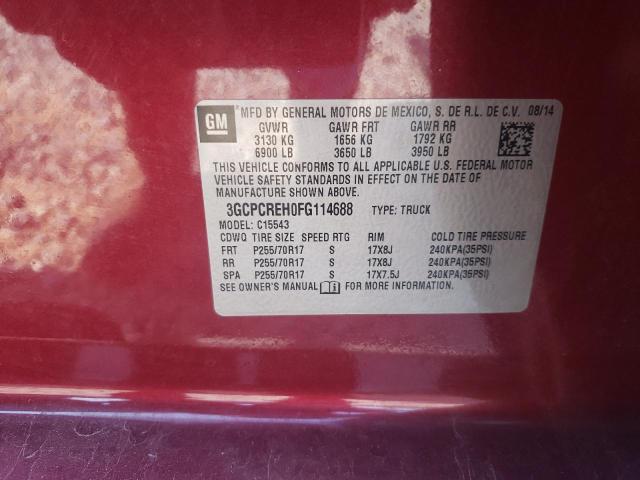 GM
MFD BY GENERAL MOTORS DE MEXICO, S. DE R.L. DE C.V. 08/14
GVWR GAWR FRT GAWR RR
3130 KG 1656 KG 1792 KG
6900 LB 3650 LB 3950 LB
THIS VEHICLE CONFORMS TO ALL APPLICABLE U.S. FEDERAL MOTOR
VEHICLE SAFETY STANDARDS IN EFFECT ON THE DATE OF
MANUFACTURE SHOWN ABOVE.
3GCPCREH0FG114688 TYPE: TRUCK
MODEL: C15543
CDWQ TIRE SIZE SPEED RTG RIM COLD TIRE PRESSURE
FRT P255/70R17 S 17X8J 240KPA(35PSI)
RR P255/70R17 S 17X8J 240KPA(35PSI)
SPA P255/70R17 S 17X7.5J 240KPA(35PSI)
SEE OWNER'S MANUAL FOR MORE INFORMATION.